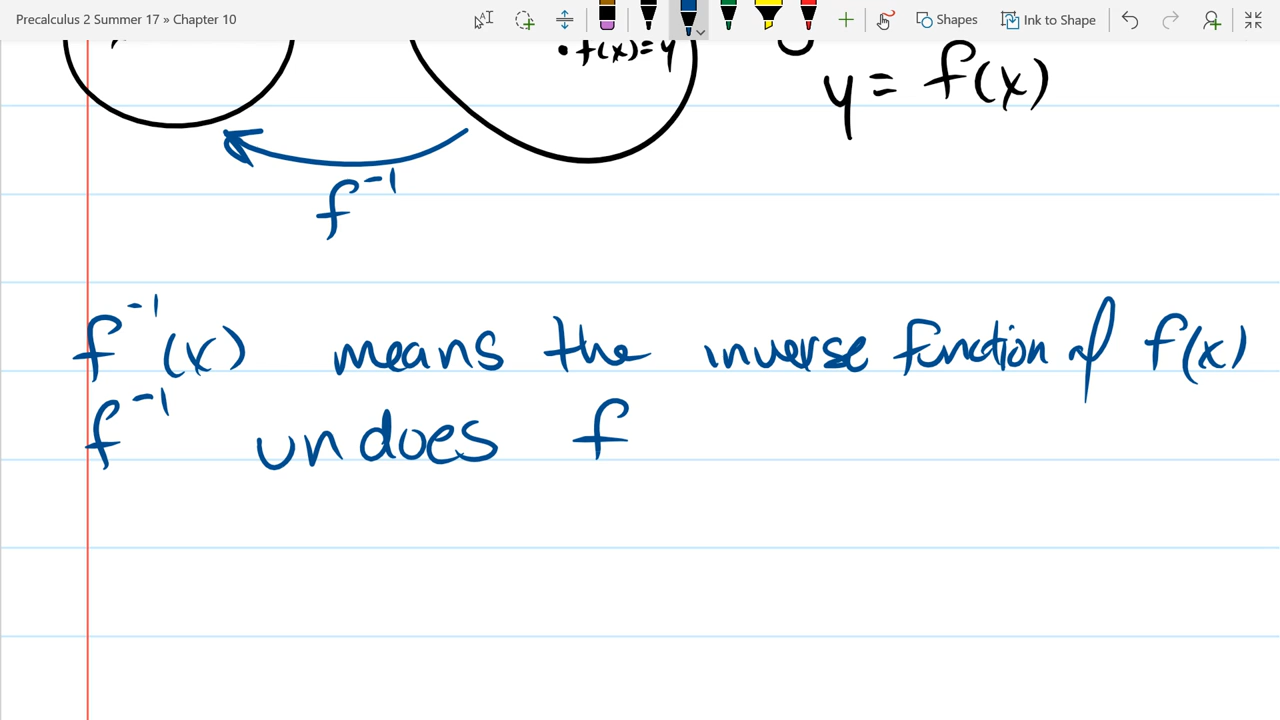 Precalculus 2 Summer 17 » Chapter 10
Shapes
Ink to Shape
• f(x)=y
y = f(x)
f⁻¹
f⁻¹(x) means the inverse function of f(x)
f⁻¹ undoes f